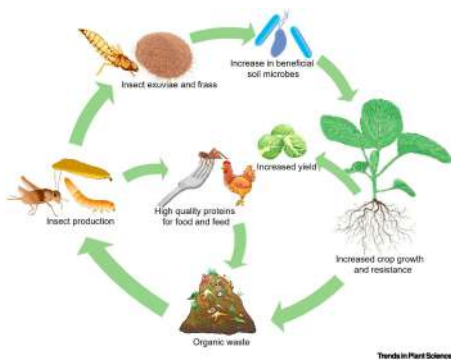 Insect exuviae and frass
Increase in beneficial
soil microbes
Increased yield
Insect production
High quality proteins
for food and feed
Increased crop growth
and resistance
Organic waste
Trends in Plant Science